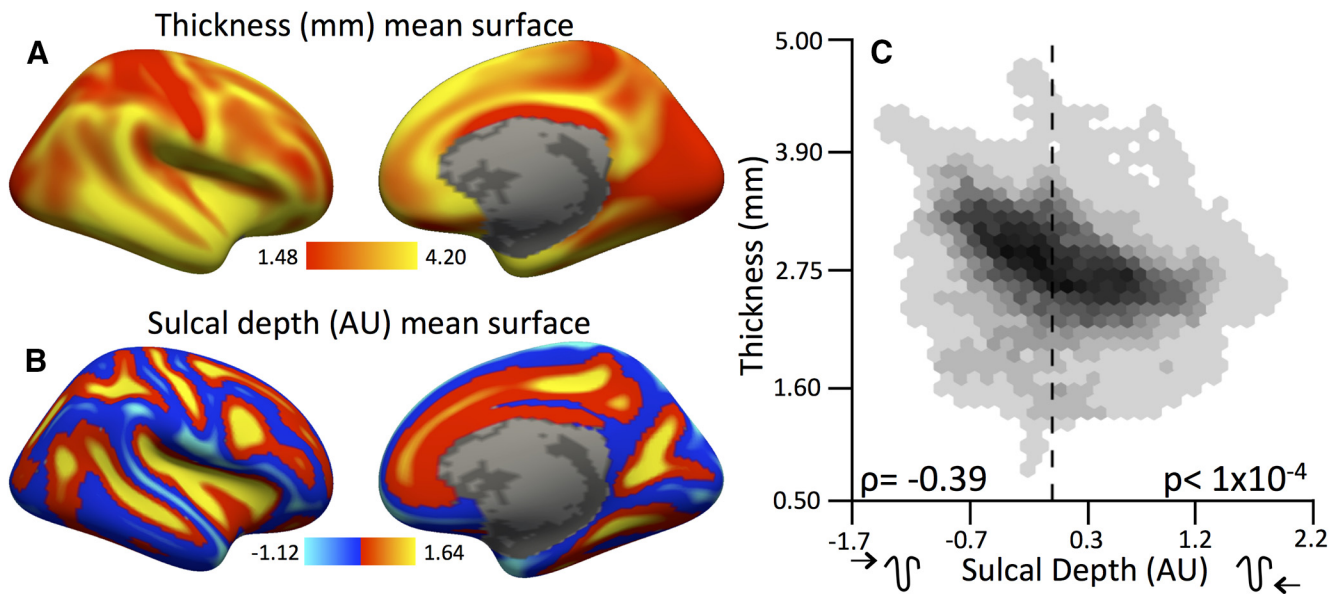 Thickness (mm) mean surface
A
1.48
4.20
Sulcal depth (AU) mean surface
B
-1.12
1.64
C
5.00
3.90
2.75
1.60
0.50
Thickness (mm)
ρ= -0.39
p< 1x10-4
-1.7
-0.7
0.3
1.2
2.2
Sulcal Depth (AU)